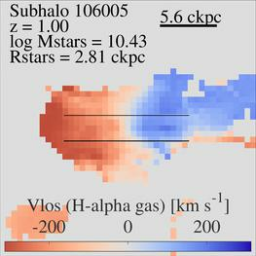 Subhalo 106005
5.6 ckpc
z = 1.00
log Mstars = 10.43
Rstars = 2.81 ckpc
Vlos (H-alpha gas) [km s⁻¹]
-200 0 200